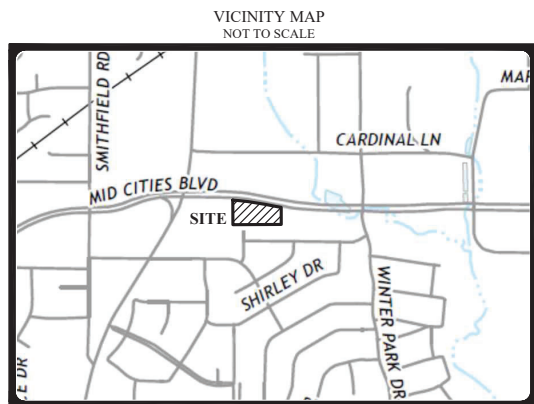 VICINITY MAP
NOT TO SCALE
SMITHFIELD RD
MAR
CARDINAL LN
MID CITIES BLVD
SITE
SHIRLEY DR
WINTER PARK DR
E DR